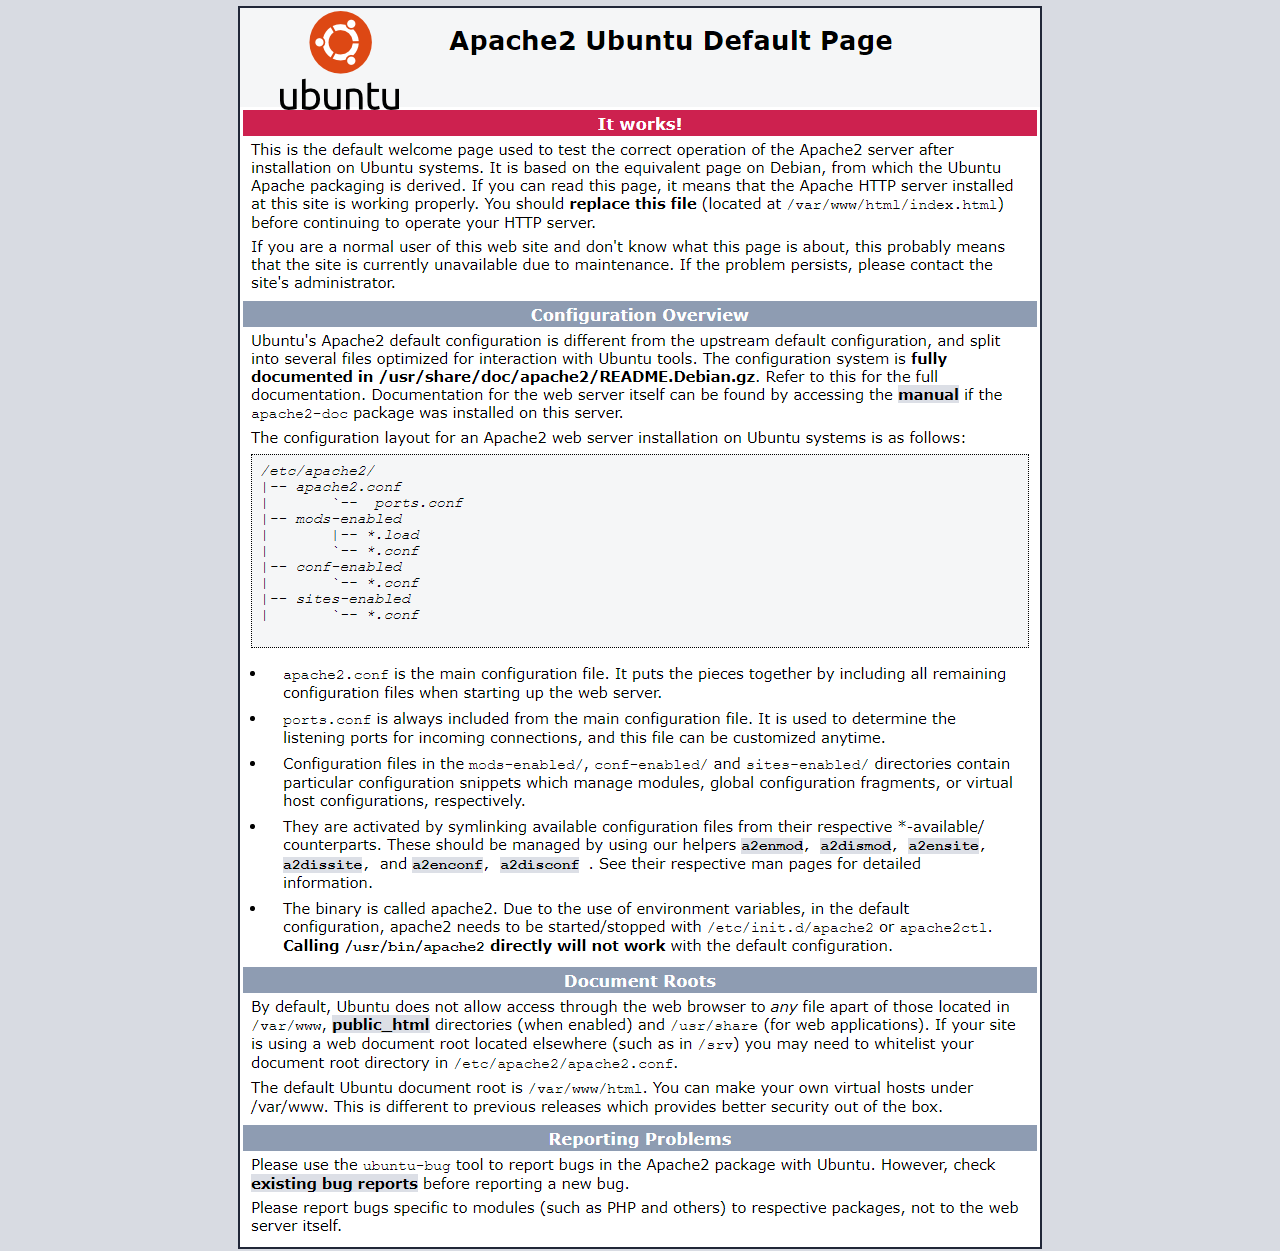 ubuntu
Apache2 Ubuntu Default Page
It works!
This is the default welcome page used to test the correct operation of the Apache2 server after
installation on Ubuntu systems. It is based on the equivalent page on Debian, from which the Ubuntu
Apache packaging is derived. If you can read this page, it means that the Apache HTTP server installed
at this site is working properly. You should replace this file (located at /var/www/html/index.html)
before continuing to operate your HTTP server.
If you are a normal user of this web site and don't know what this page is about, this probably means
that the site is currently unavailable due to maintenance. If the problem persists, please contact the
site's administrator.
Configuration Overview
Ubuntu's Apache2 default configuration is different from the upstream default configuration, and split
into several files optimized for interaction with Ubuntu tools. The configuration system is fully
documented in /usr/share/doc/apache2/README.Debian.gz. Refer to this for the full
documentation. Documentation for the web server itself can be found by accessing the manual if the
apache2-doc package was installed on this server.
The configuration layout for an Apache2 web server installation on Ubuntu systems is as follows:
/etc/apache2/
|-- apache2.conf
|       `--  ports.conf
|-- mods-enabled
|       |-- *.load
|       `-- *.conf
|-- conf-enabled
|       `-- *.conf
|-- sites-enabled
|       `-- *.conf
• apache2.conf is the main configuration file. It puts the pieces together by including all remaining
configuration files when starting up the web server.
• ports.conf is always included from the main configuration file. It is used to determine the
listening ports for incoming connections, and this file can be customized anytime.
• Configuration files in the mods-enabled/, conf-enabled/ and sites-enabled/ directories contain
particular configuration snippets which manage modules, global configuration fragments, or virtual
host configurations, respectively.
• They are activated by symlinking available configuration files from their respective *-available/
counterparts. These should be managed by using our helpers a2enmod, a2dismod, a2ensite,
a2dissite, and a2enconf, a2disconf . See their respective man pages for detailed
information.
• The binary is called apache2. Due to the use of environment variables, in the default
configuration, apache2 needs to be started/stopped with /etc/init.d/apache2 or apache2ctl.
Calling /usr/bin/apache2 directly will not work with the default configuration.
Document Roots
By default, Ubuntu does not allow access through the web browser to any file apart of those located in
/var/www, public_html directories (when enabled) and /usr/share (for web applications). If your site
is using a web document root located elsewhere (such as in /srv) you may need to whitelist your
document root directory in /etc/apache2/apache2.conf.
The default Ubuntu document root is /var/www/html. You can make your own virtual hosts under
/var/www. This is different to previous releases which provides better security out of the box.
Reporting Problems
Please use the ubuntu-bug tool to report bugs in the Apache2 package with Ubuntu. However, check
existing bug reports before reporting a new bug.
Please report bugs specific to modules (such as PHP and others) to respective packages, not to the web
server itself.